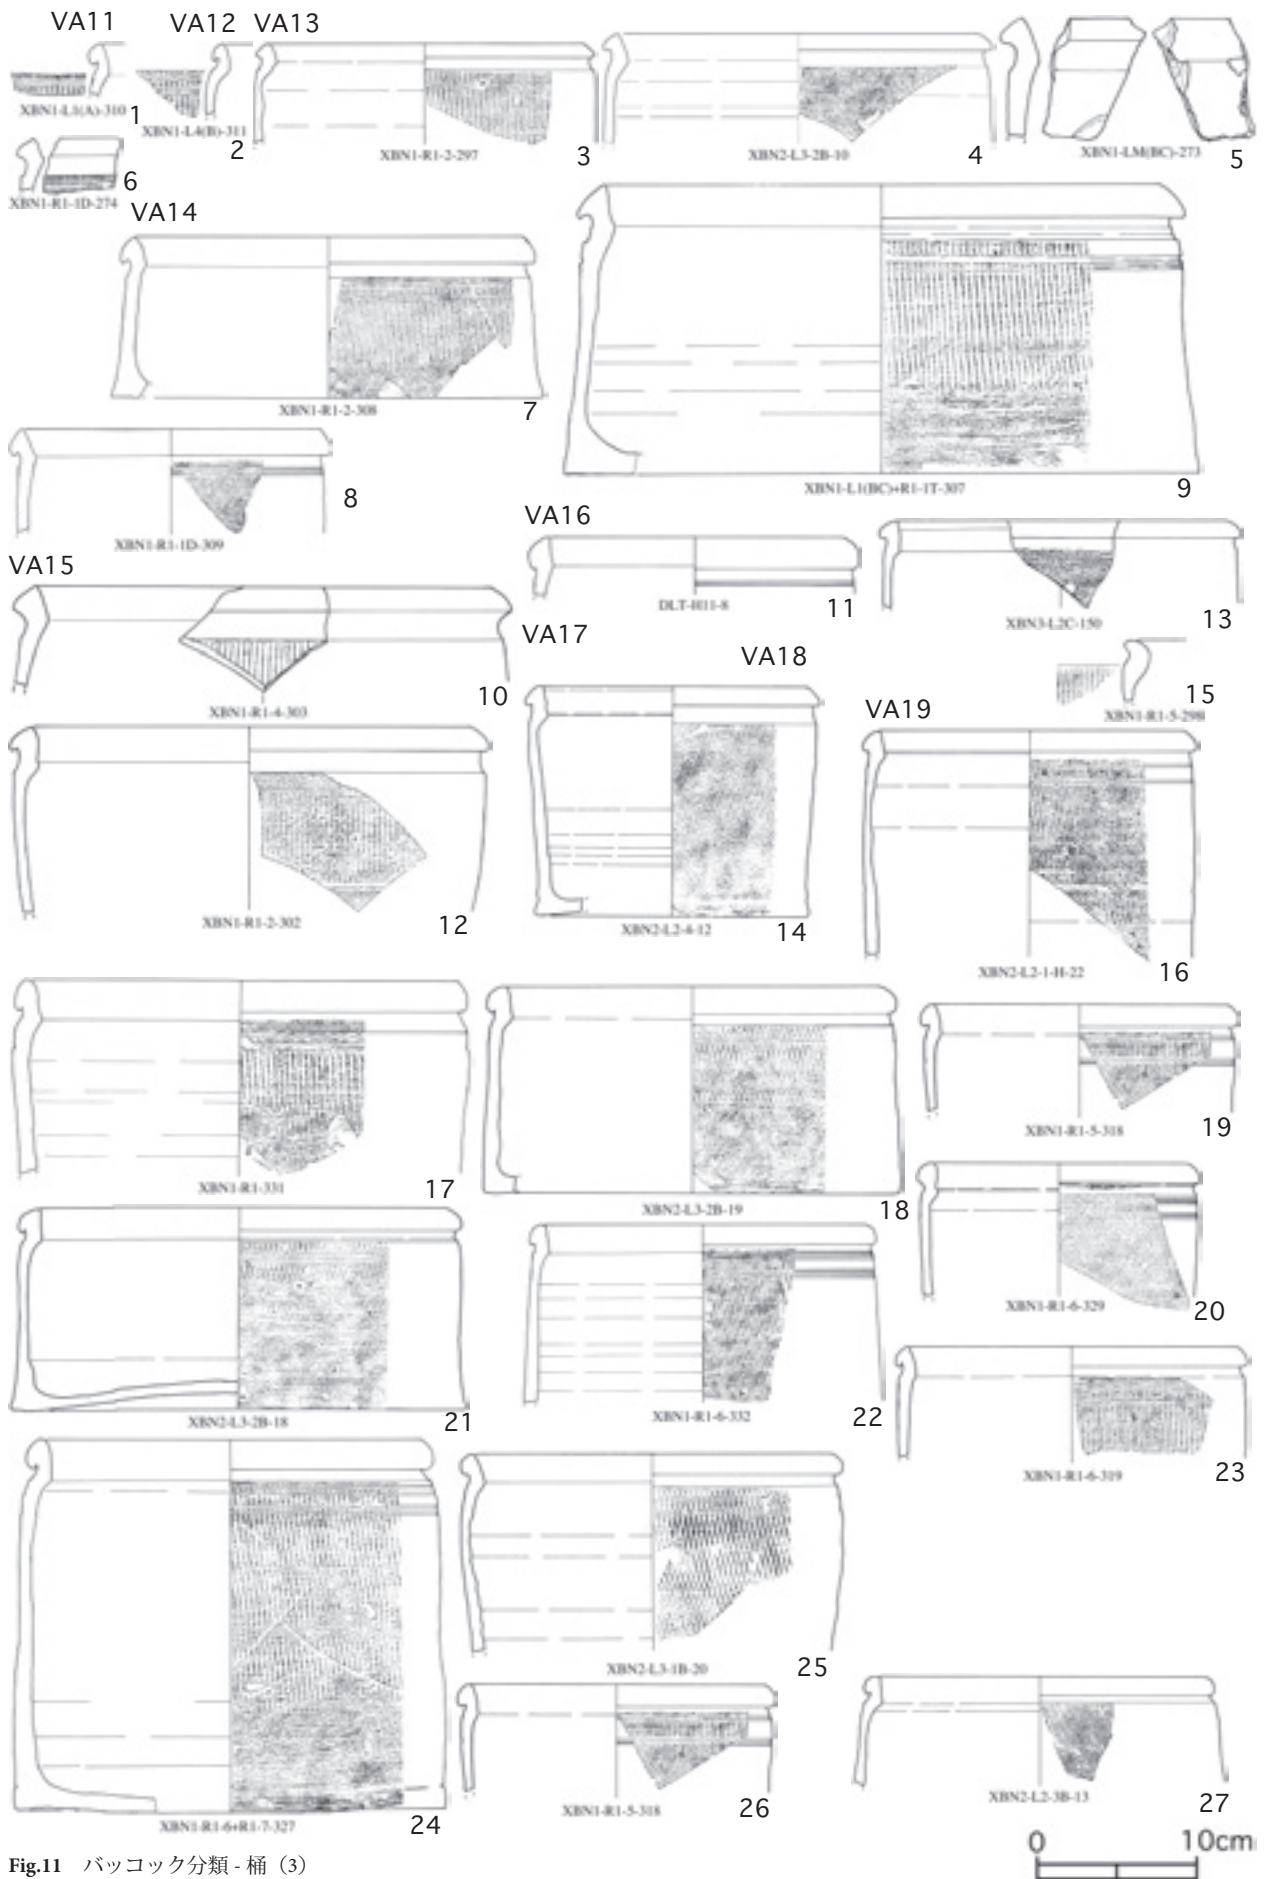 VA11
VA12
VA13
XBN1-L1(A)-310
1
XBN1-L4(B)-311
2
XBN1-R1-2-297
3
XBN2-L3-2B-10
4
XBN1-LM(BC)-273
5
XBN1-R1-1D-274
6
VA14
XBN1-R1-2-308
7
XBN1-L1(BC)+R1-1T-307
9
XBN1-R1-1D-309
8
VA15
XBN1-R1-4-303
10
VA16
DLT-H11-8
11
XBN3-L2C-150
13
VA17
VA18
XBN1-R1-5-298
15
VA19
XBN1-R1-2-302
12
XBN2-L2-4-12
14
XBN2-L2-1-H-22
16
XBN1-R1-331
17
XBN2-L3-2B-19
18
XBN1-R1-5-318
19
XBN1-R1-6-329
20
XBN2-L3-2B-18
21
XBN1-R1-6-332
22
XBN1-R1-6-319
23
XBN1-R1-6+R1-7-327
24
XBN2-L3-1B-20
25
XBN1-R1-5-318
26
XBN2-L2-3B-13
27
0 10cm
Fig.11 バッコック分類 - 桶（3）